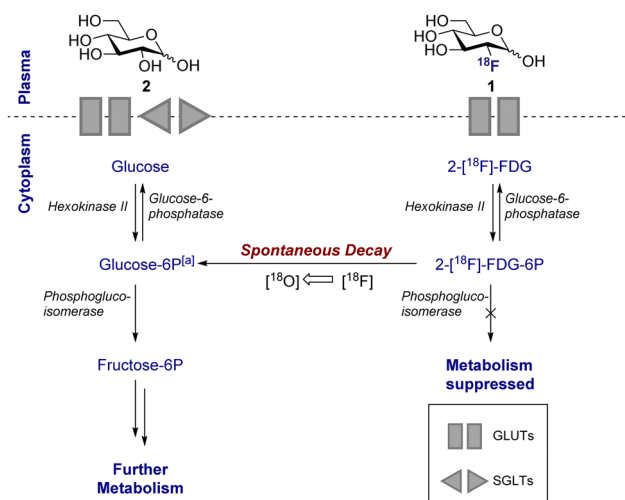 HO
HO
HO
O
OH
OH
2
HO
HO
HO
O
18F
OH
1
Plasma
Cytoplasm
Glucose
2-[18F]-FDG
Hexokinase II
Glucose-6-
phosphatase
Hexokinase II
Glucose-6-
phosphatase
Glucose-6P[a]
Spontaneous Decay
[18O] [18F]
2-[18F]-FDG-6P
Phosphogluco-
isomerase
Phosphogluco-
isomerase
Fructose-6P
Metabolism
suppressed
Further
Metabolism
GLUTs
SGLTs